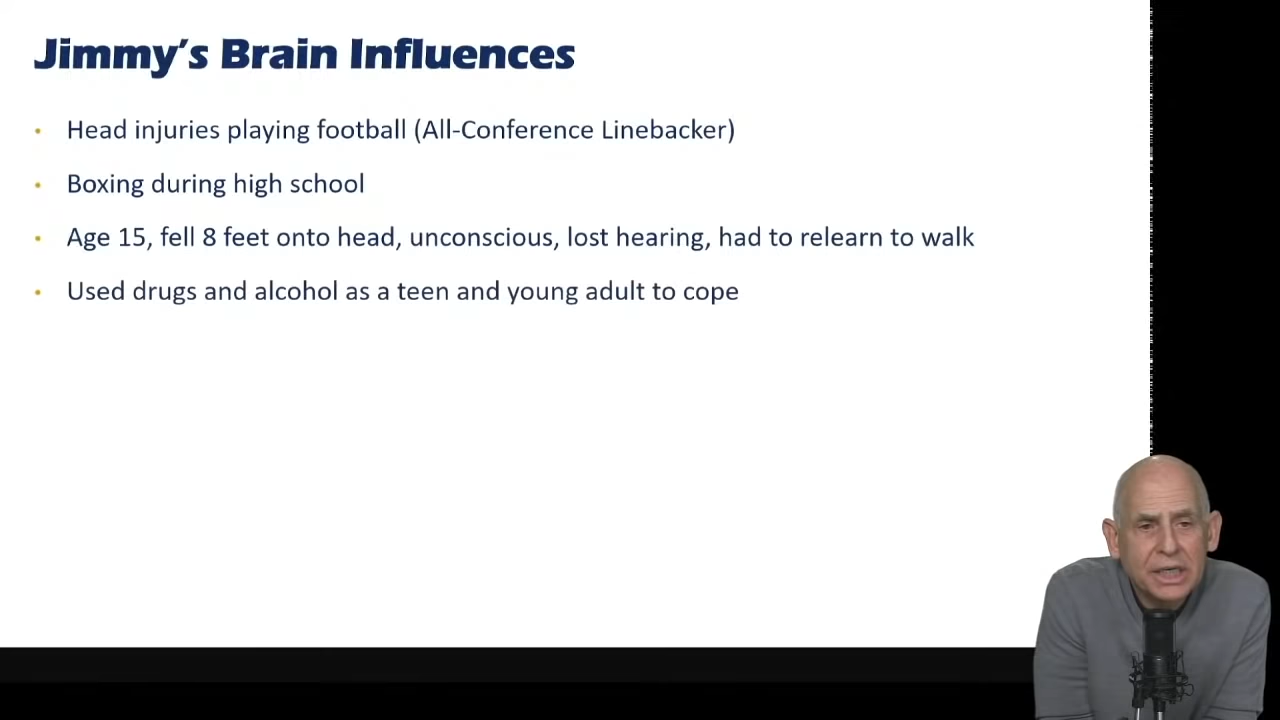 Jimmy's Brain Influences
• Head injuries playing football (All-Conference Linebacker)
• Boxing during high school
• Age 15, fell 8 feet onto head, unconscious, lost hearing, had to relearn to walk
• Used drugs and alcohol as a teen and young adult to cope